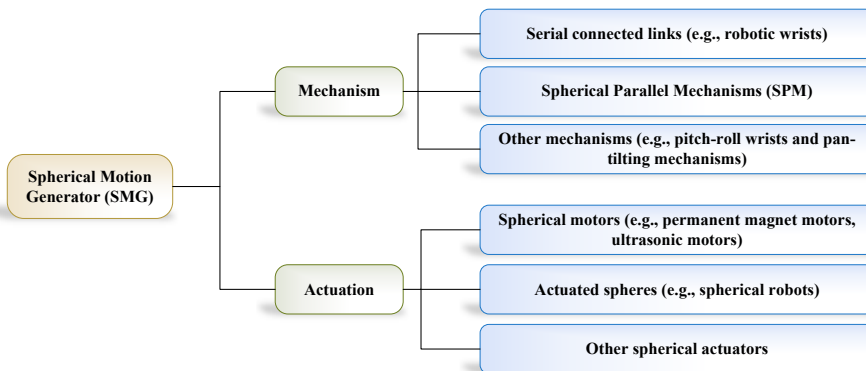 Serial connected links (e.g., robotic wrists)
Mechanism
Spherical Parallel Mechanisms (SPM)
Other mechanisms (e.g., pitch-roll wrists and pan-
tilting mechanisms)
Spherical Motion
Generator (SMG)
Spherical motors (e.g., permanent magnet motors,
ultrasonic motors)
Actuation
Actuated spheres (e.g., spherical robots)
Other spherical actuators